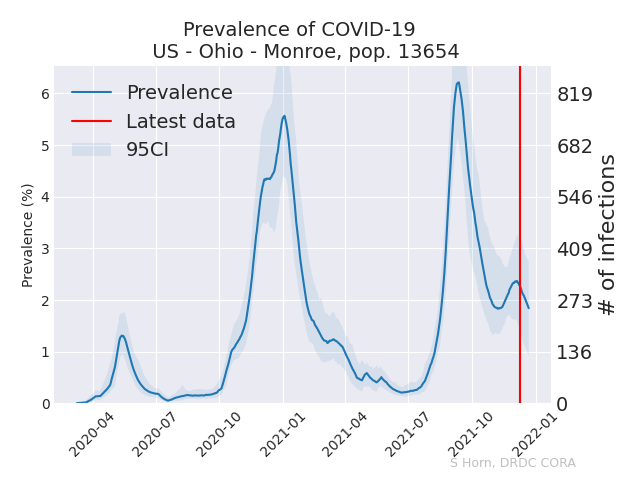 Prevalence of COVID-19
US - Ohio - Monroe, pop. 13654
Prevalence
Latest data
95CI
Prevalence (%)
6
5
4
3
2
1
0
819
682
546
409
273
136
0
# of infections
2020-04
2020-07
2020-10
2021-01
2021-04
2021-07
2021-10
2022-01
S Horn, DRDC CORA